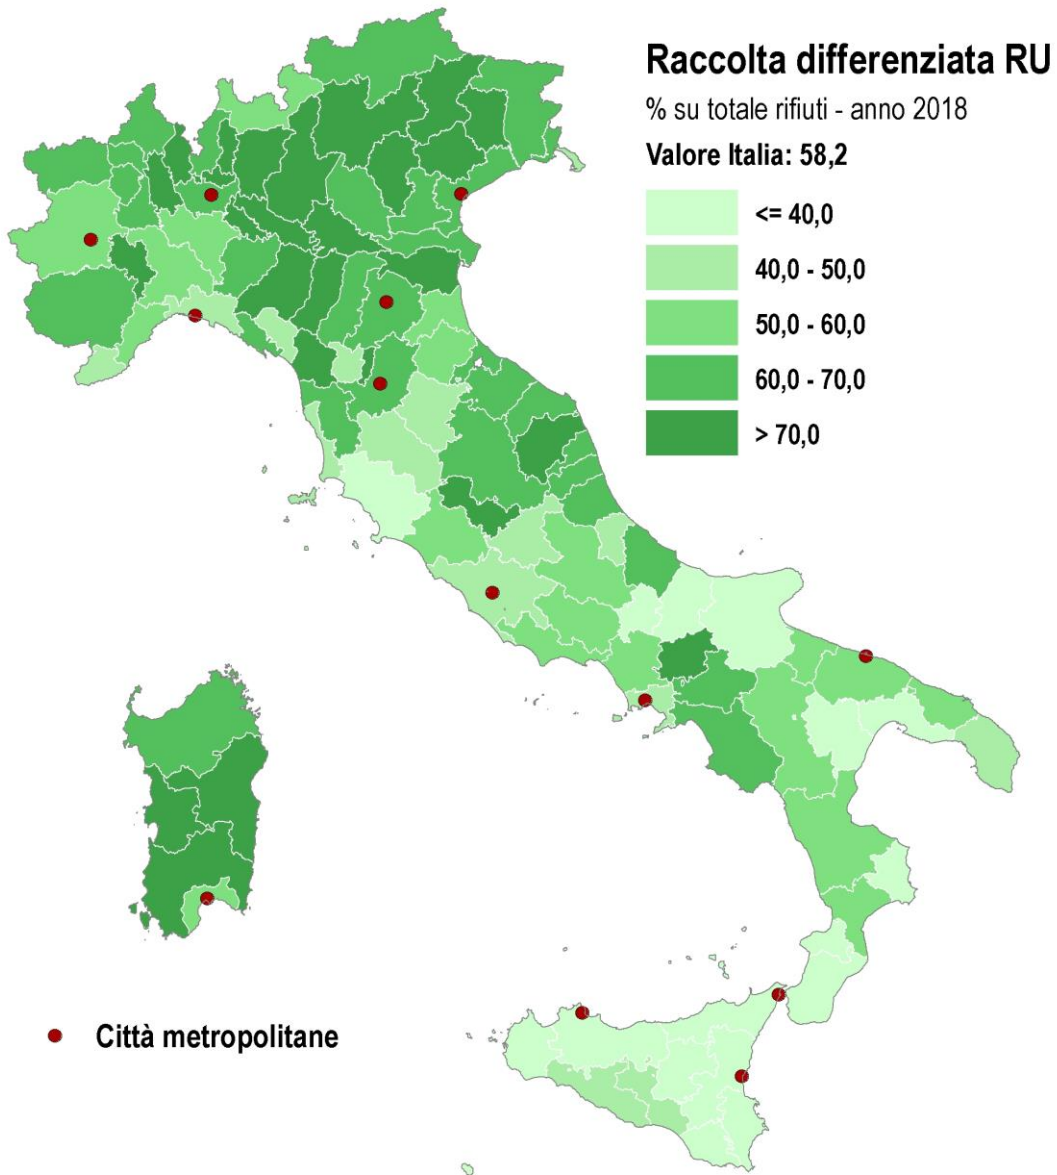 Raccolta differenziata RU
% su totale rifiuti - anno 2018
Valore Italia: 58,2
<= 40,0
40,0 - 50,0
50,0 - 60,0
60,0 - 70,0
> 70,0
Città metropolitane